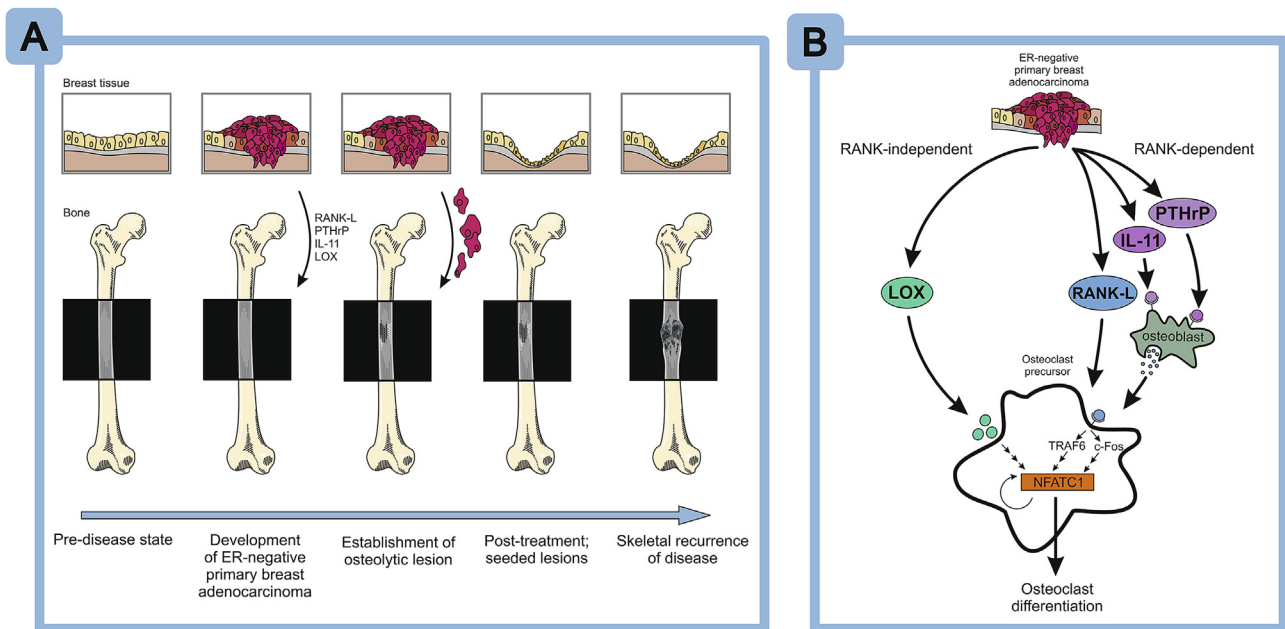 A
Breast tissue
Bone
RANK-L
PTHrP
IL-11
LOX
Pre-disease state
Development
of ER-negative
primary breast
adenocarcinoma
Establishment of
osteolytic lesion
Post-treatment;
seeded lesions
Skeletal recurrence
of disease
B
ER-negative
primary breast
adenocarcinoma
RANK-independent
RANK-dependent
PTHrP
IL-11
LOX
RANK-L
osteoblast
Osteoclast
precursor
TRAF6
c-Fos
NFATC1
Osteoclast
differentiation